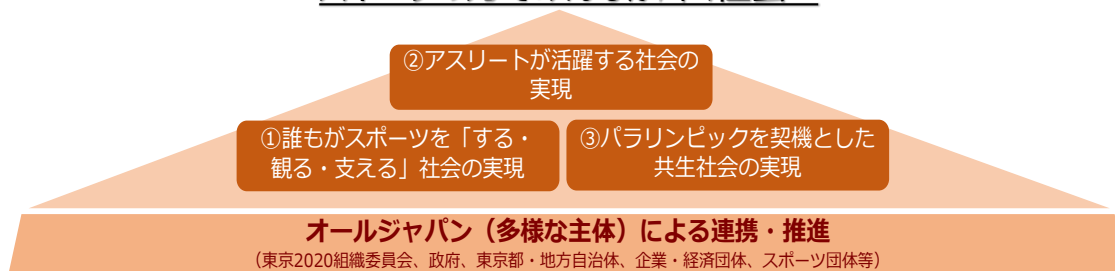 ②アスリートが活躍する社会の
実現
①誰もがスポーツを「する・
観る・支える」社会の実現
③パラリンピックを契機とした
共生社会の実現
オールジャパン（多様な主体）による連携・推進
（東京2020組織委員会、政府、東京都・地方自治体、企業・経済団体、スポーツ団体等）